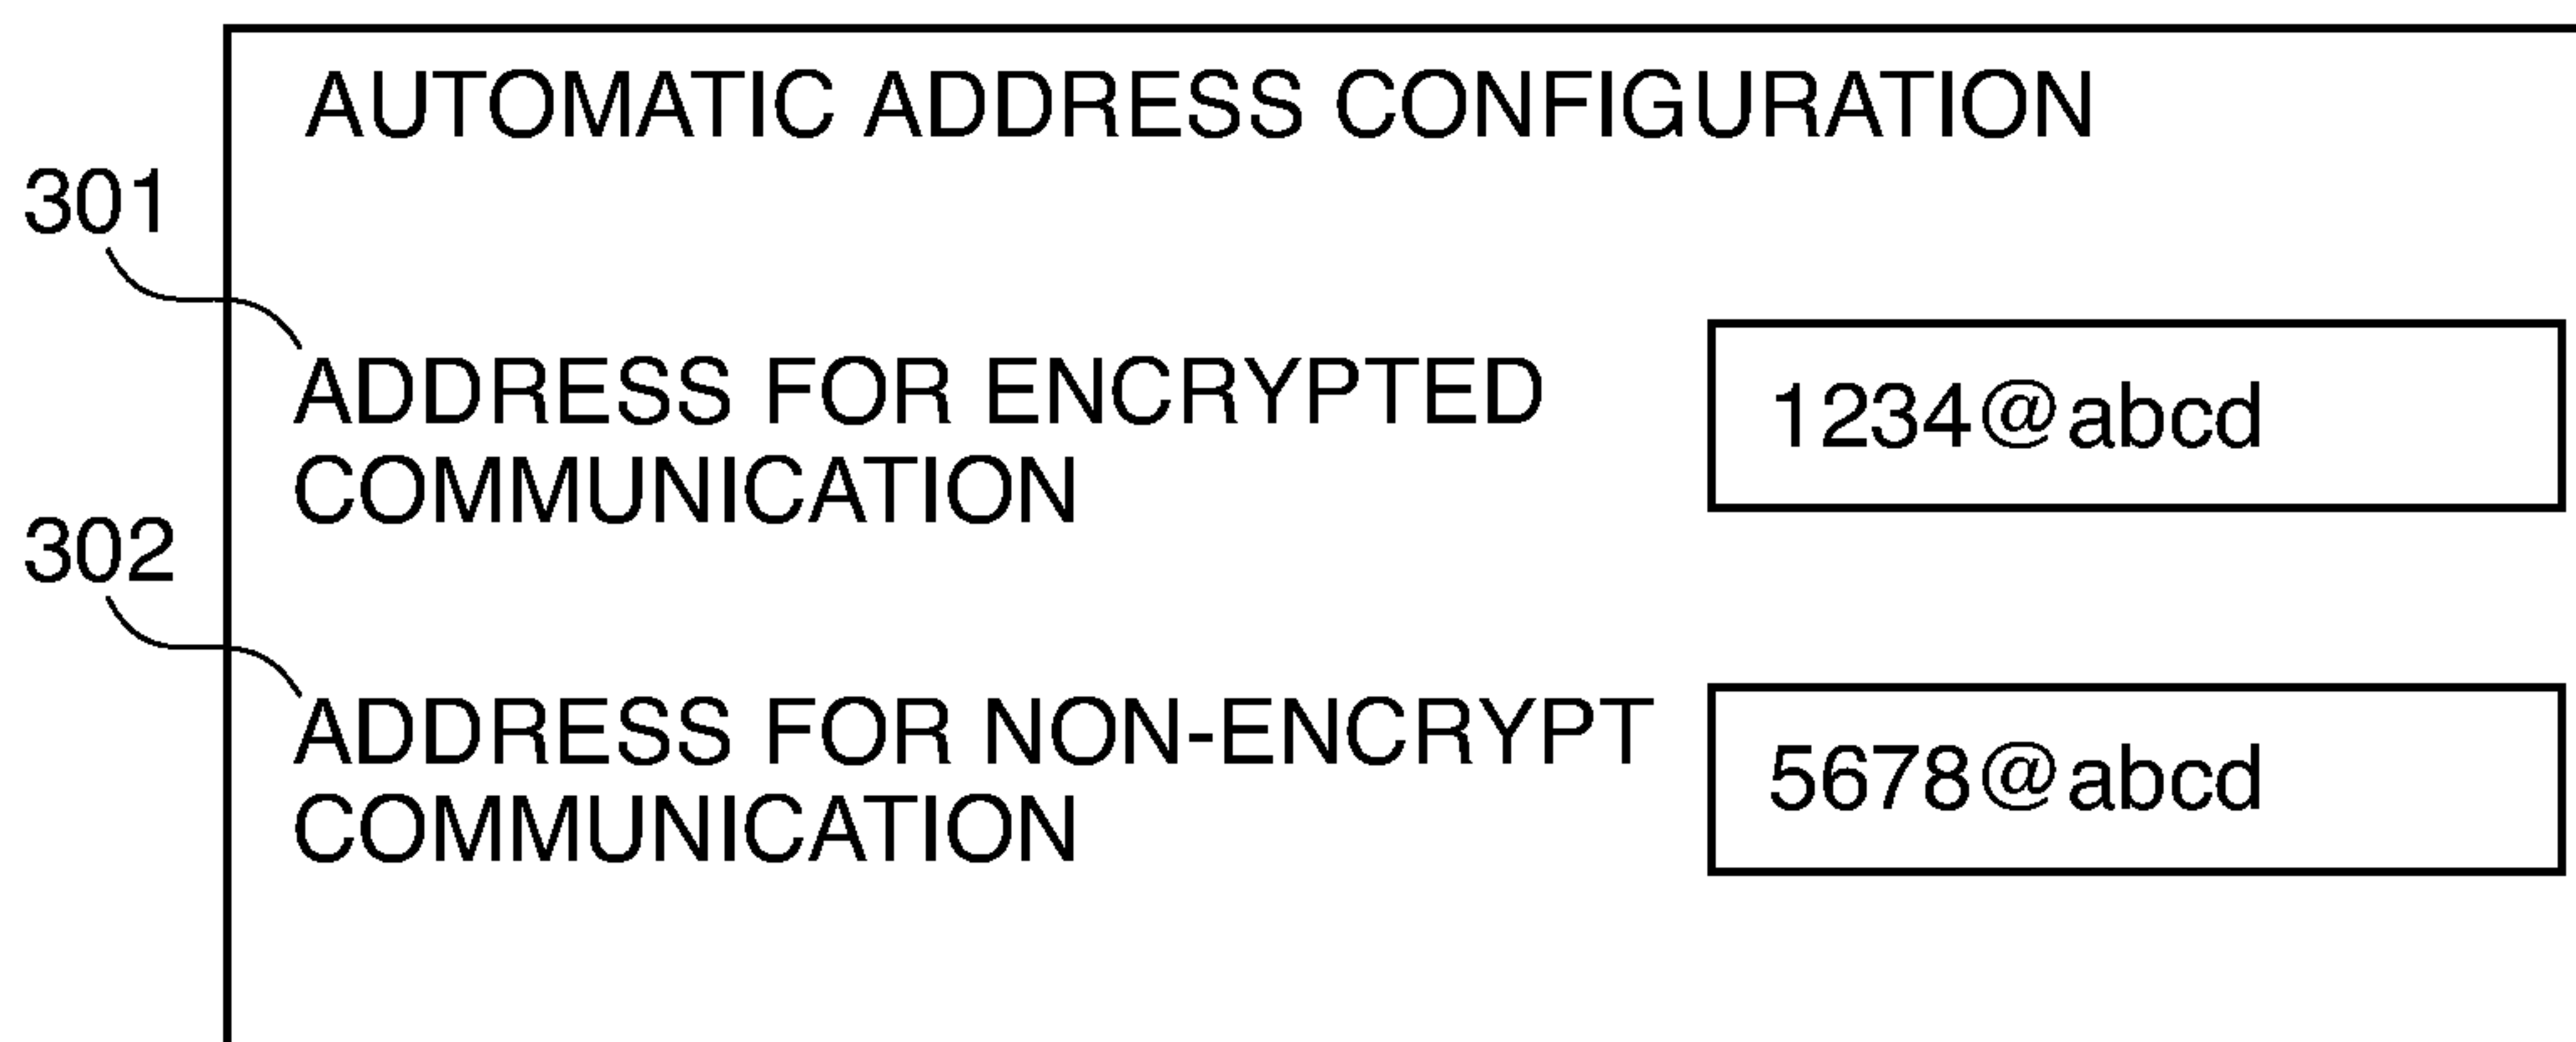 AUTOMATIC ADDRESS CONFIGURATION
301
ADDRESS FOR ENCRYPTED
COMMUNICATION
1234@abcd
302
ADDRESS FOR NON-ENCRYPT
COMMUNICATION
5678@abcd